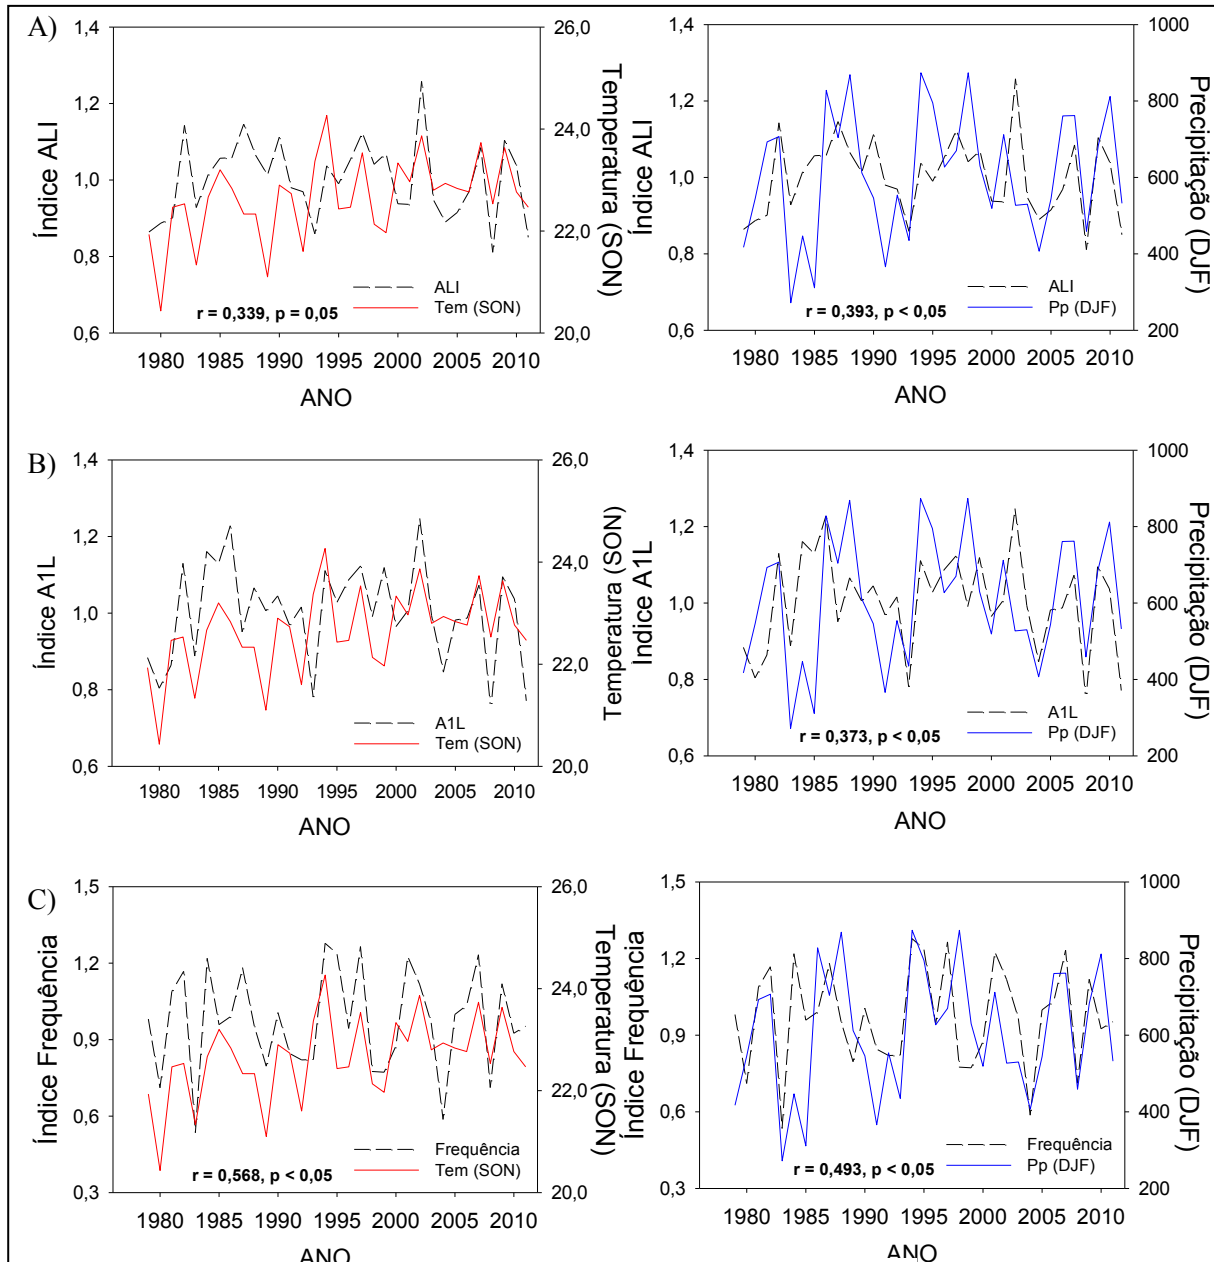 A)
1,4
1,2
1,0
0,8
0,6
Índice ALI
26,0
24,0
22,0
20,0
Temperatura (SON)
ALI
Tem (SON)
r = 0,339, p = 0,05
1980 1985 1990 1995 2000 2005 2010
ANO
1,4
1,2
1,0
0,8
0,6
Índice ALI
1000
800
600
400
200
Precipitação (DJF)
ALI
Pp (DJF)
r = 0,393, p < 0,05
1980 1985 1990 1995 2000 2005 2010
ANO
B)
1,4
1,2
1,0
0,8
0,6
Índice A1L
26,0
24,0
22,0
20,0
Temperatura (SON)
A1L
Tem (SON)
1980 1985 1990 1995 2000 2005 2010
ANO
1,4
1,2
1,0
0,8
0,6
Índice A1L
1000
800
600
400
200
Precipitação (DJF)
A1L
Pp (DJF)
r = 0,373, p < 0,05
1980 1985 1990 1995 2000 2005 2010
ANO
C)
1,5
1,2
0,9
0,6
0,3
Índice Frequência
26,0
24,0
22,0
20,0
Temperatura (SON)
Frequência
Tem (SON)
r = 0,568, p < 0,05
1980 1985 1990 1995 2000 2005 2010
ANO
1,5
1,2
0,9
0,6
0,3
Índice Frequência
1000
800
600
400
200
Precipitação (DJF)
Frequência
Pp (DJF)
r = 0,493, p < 0,05
1980 1985 1990 1995 2000 2005 2010
ANO